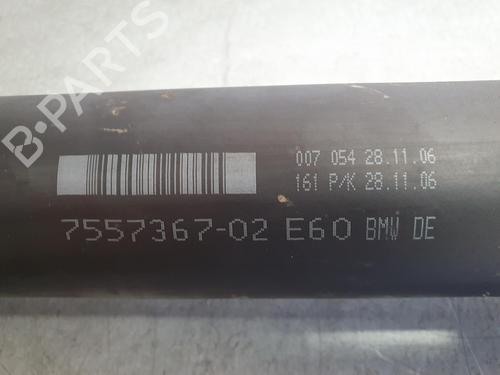 B·PARTS
007 054 28.11.06
161 P/K 28.11.06
7557367-02 E60 BMW DE